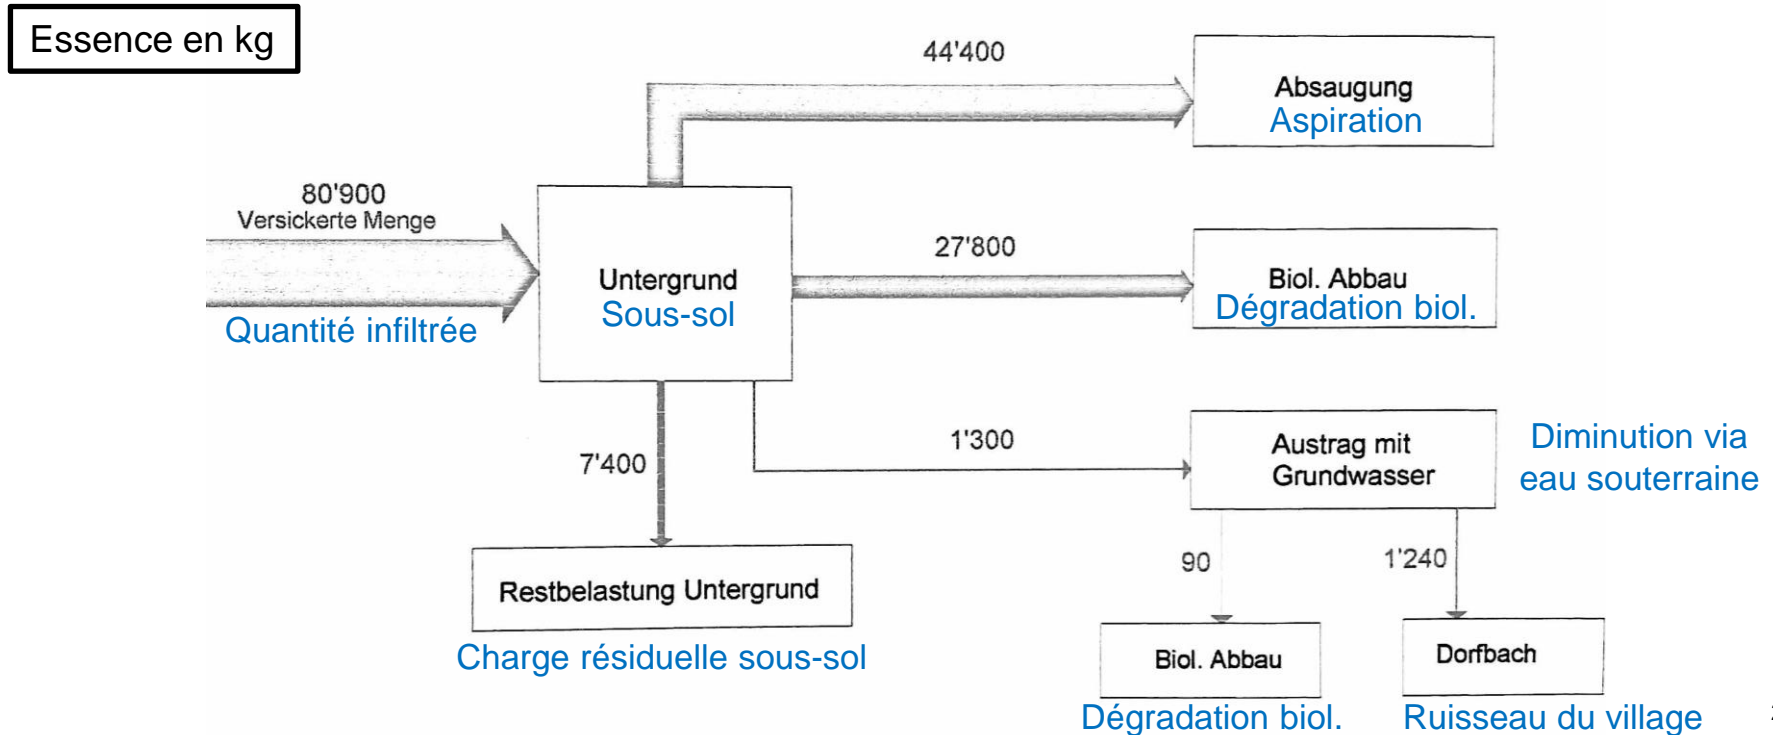 Essence en kg
44'400
Absaugung
Aspiration
80'900
Versickerte Menge
Quantité infiltrée
Untergrund
Sous-sol
27'800
Biol. Abbau
Dégradation biol.
7'400
1'300
Austrag mit
Grundwasser
Diminution via
eau souterraine
90
1'240
Restbelastung Untergrund
Charge résiduelle sous-sol
Biol. Abbau
Dégradation biol.
Dorfbach
Ruisseau du village